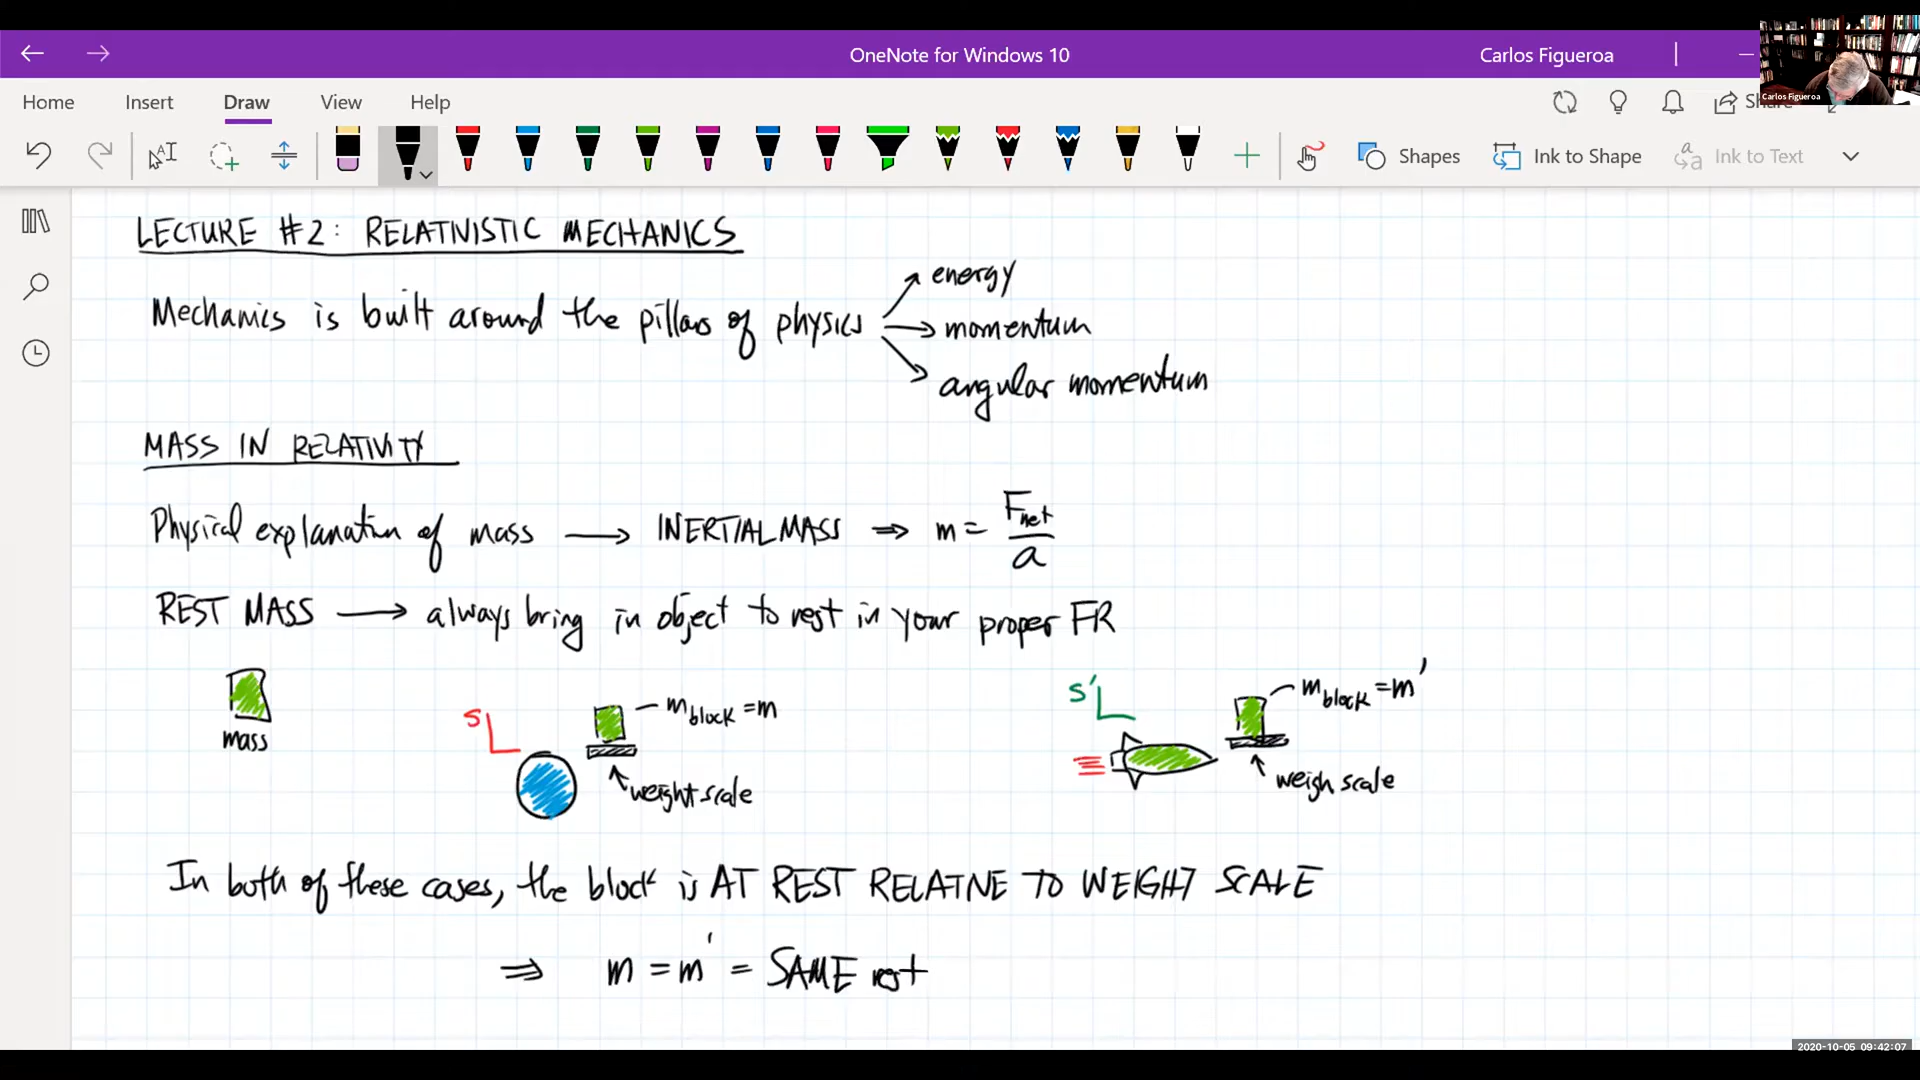 OneNote for Windows 10
Carlos Figueroa
Carlos Figueroa
Home Insert Draw View Help
Shapes Ink to Shape Ink to Text
LECTURE #2: RELATIVISTIC MECHANICS
energy
Mechanics is built around the pillars of physics
momentum
angular momentum
MASS IN RELATIVITY
Physical explanation of mass → INERTIAL MASS ⇒ m = Fnet/a
REST MASS → always bring in object to rest in your proper FR
mass
S
mblock = m
weight scale
S'
mblock = m'
weigh scale
In both of these cases, the block is AT REST RELATIVE TO WEIGHT SCALE
⇒ m = m' = SAME rest
2020-10-05 09:42:07